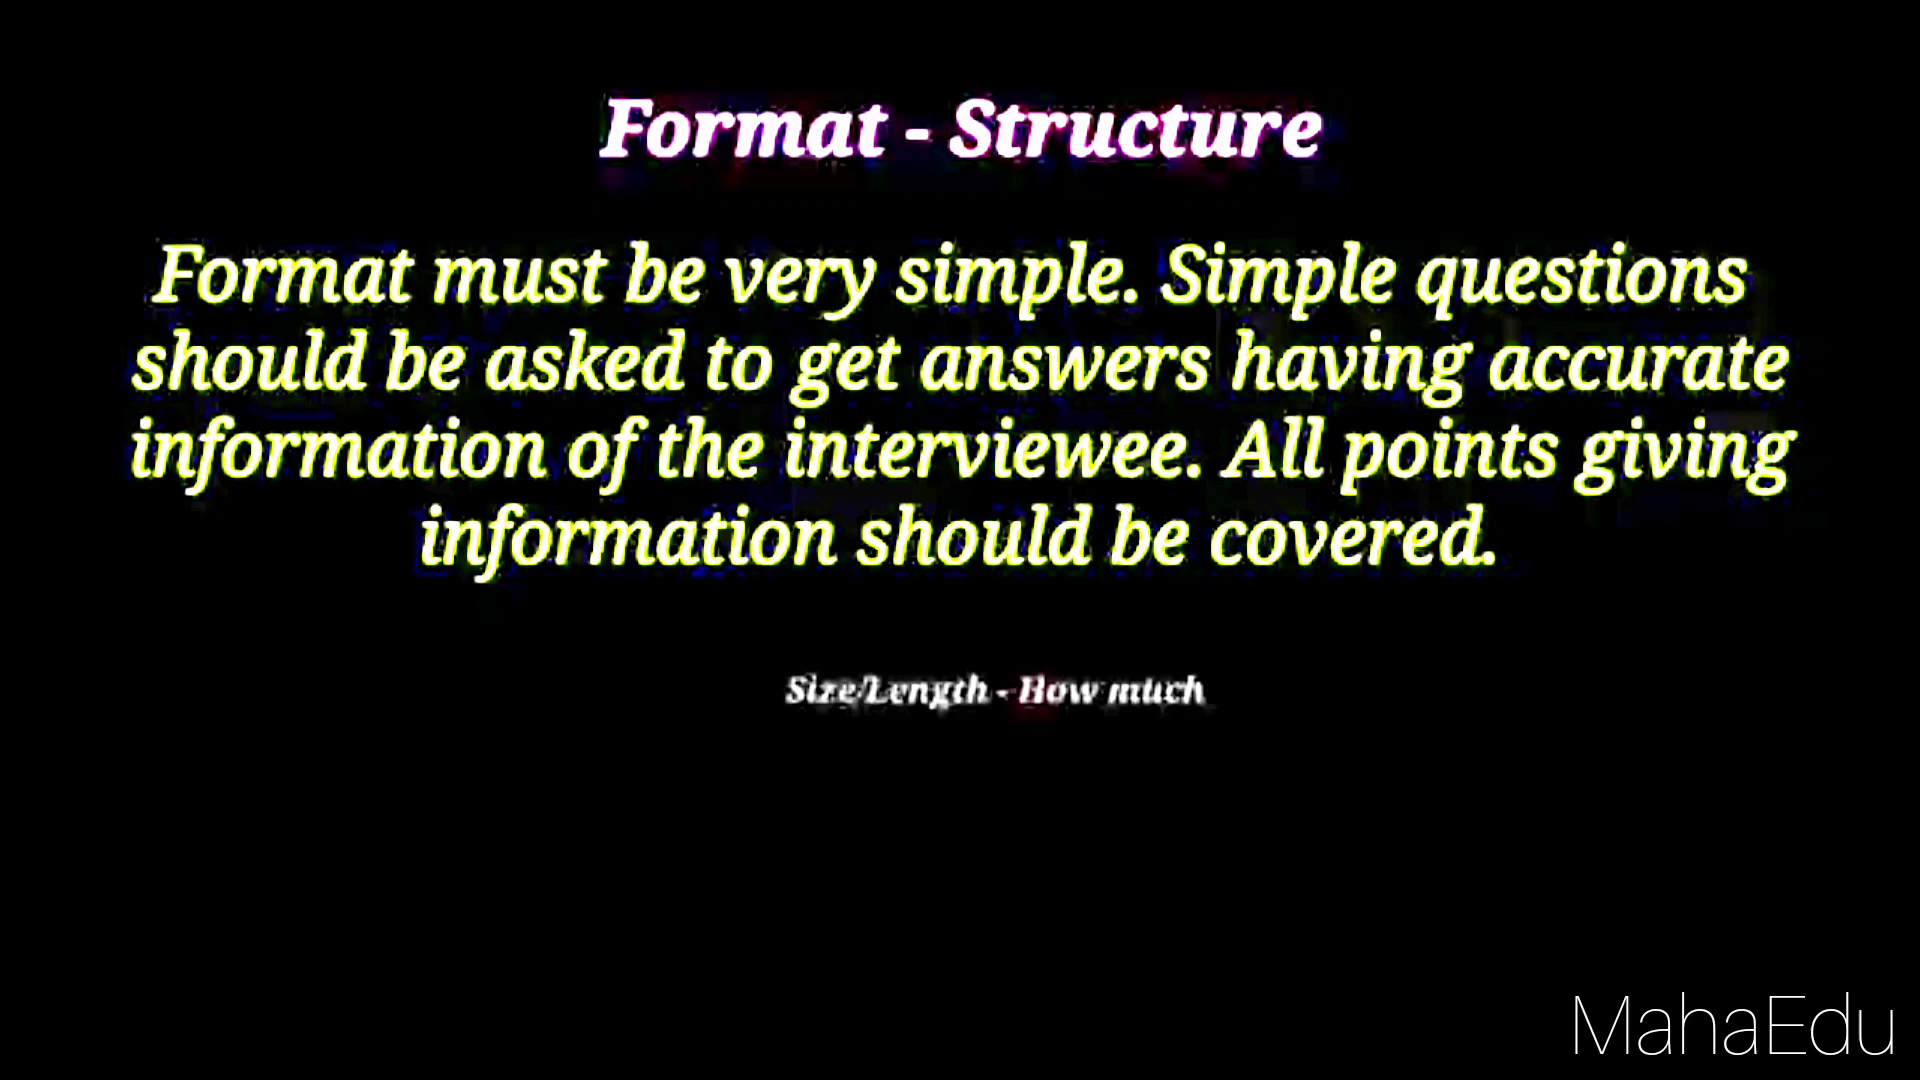 Format - Structure
Format must be very simple. Simple questions
should be asked to get answers having accurate
information of the interviewee. All points giving
information should be covered.
Size/Length - How much
MahaEdu